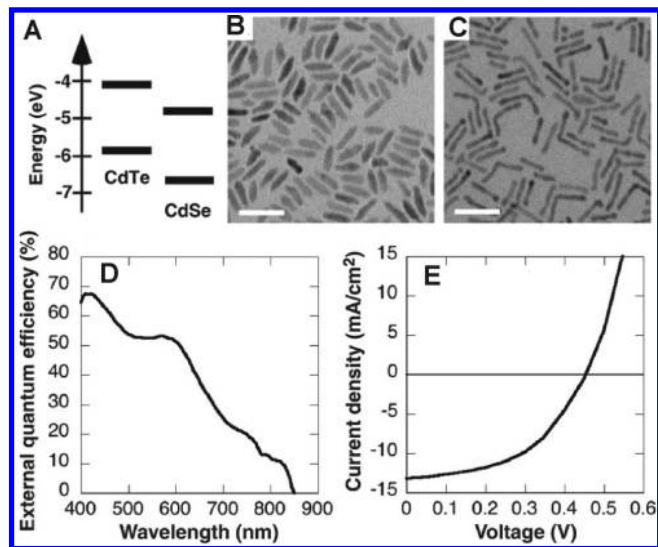 A
Energy (eV)
-4
-5
-6
-7
CdTe
CdSe
B
C
D
External quantum efficiency (%)
80
70
60
50
40
30
20
10
0
400 500 600 700 800 900
Wavelength (nm)
E
Current density (mA/cm²)
15
10
5
0
-5
-10
-15
0 0.1 0.2 0.3 0.4 0.5 0.6
Voltage (V)